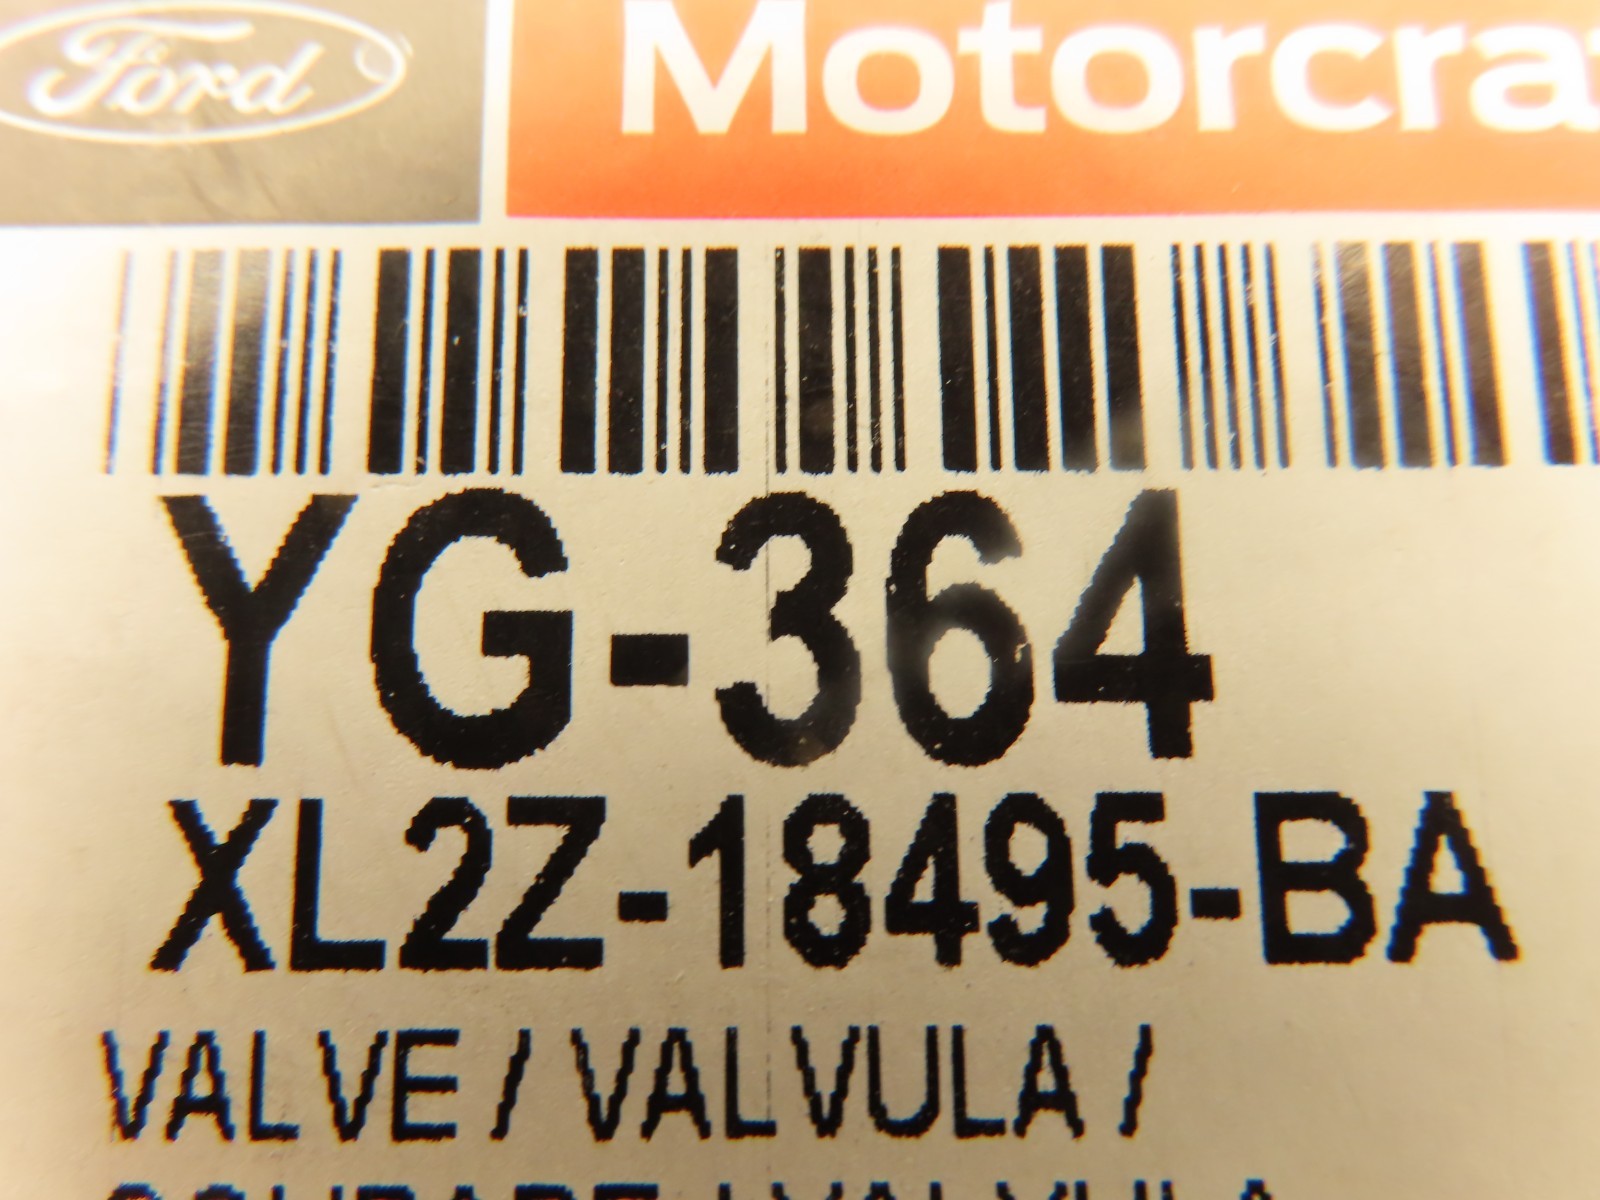 Ford Motorcra
YG-364
XL2Z-18495-BA
VALVE / VALVULA /